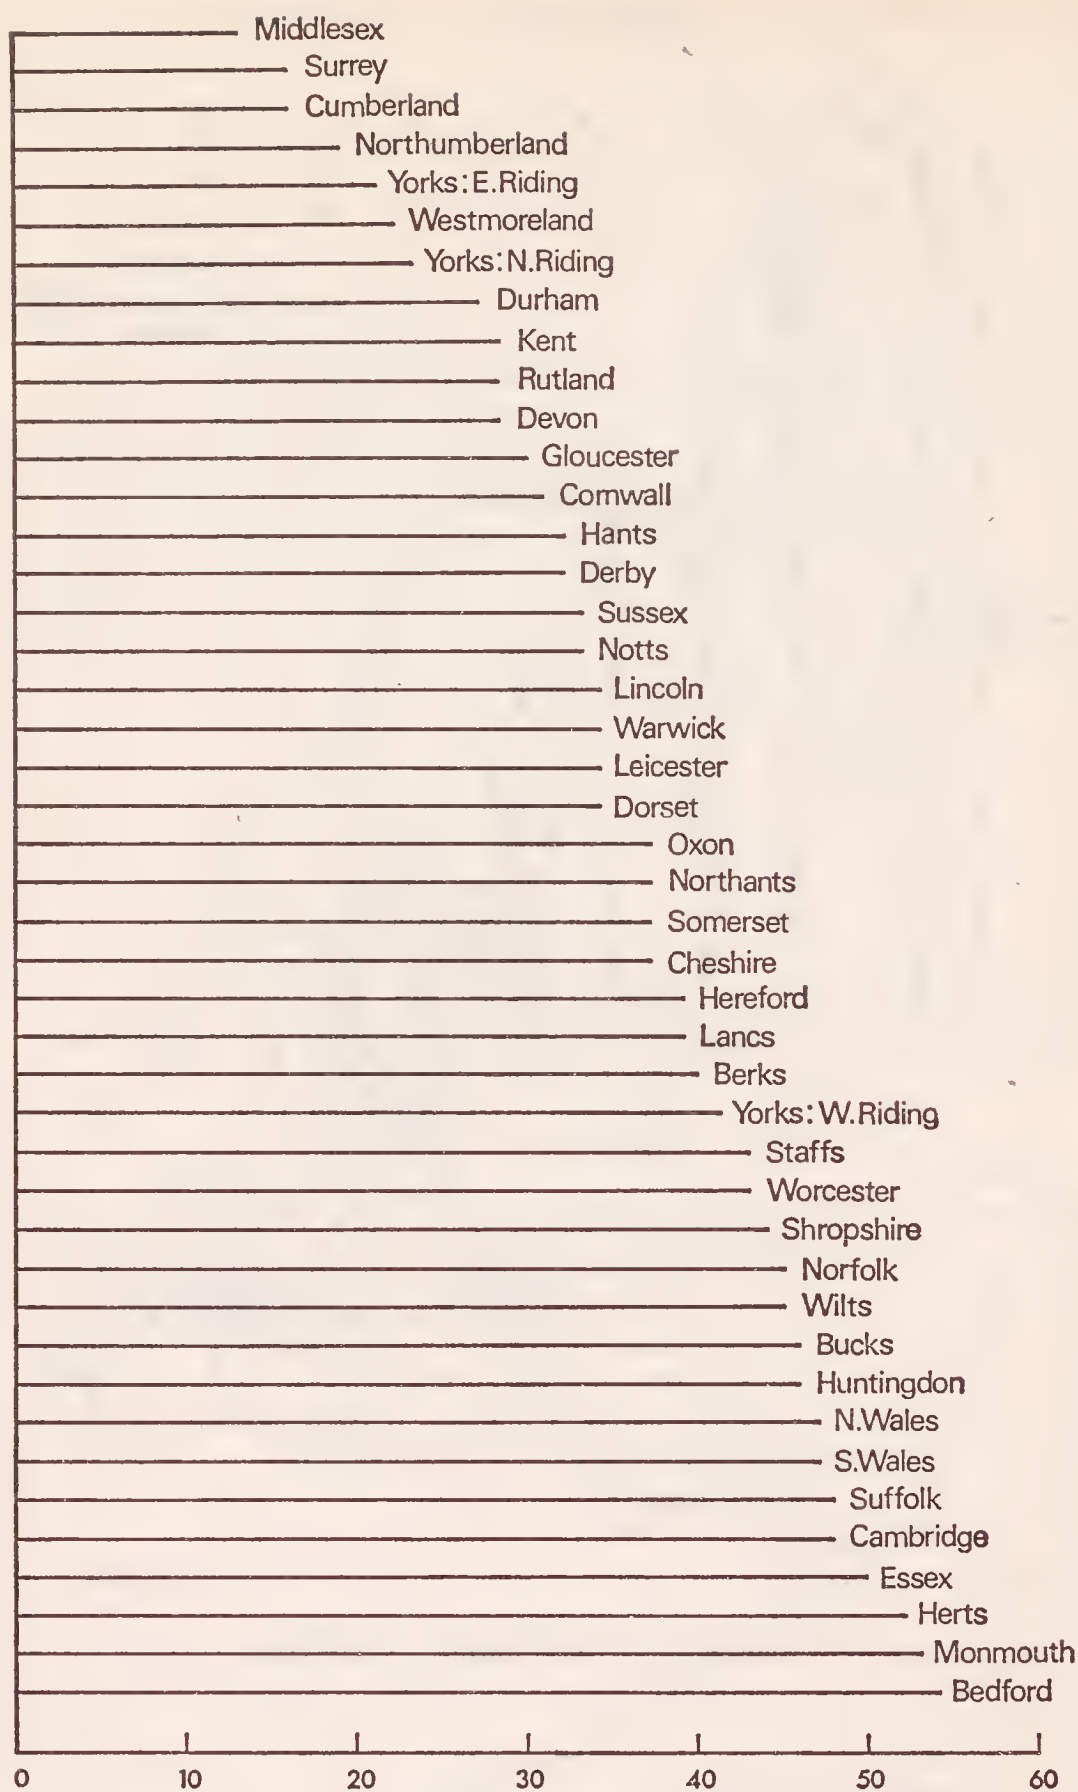 Middlesex
Surrey
Cumberland
Northumberland
Yorks:E.Riding
Westmoreland
Yorks:N.Riding
Durham
Kent
Rutland
Devon
Gloucester
Cornwall
Hants
Derby
Sussex
Notts
Lincoln
Warwick
Leicester
Dorset
Oxon
Northants
Somerset
Cheshire
Hereford
Lancs
Berks
Yorks:W.Riding
Staffs
Worcester
Shropshire
Norfolk
Wilts
Bucks
Huntingdon
N.Wales
S.Wales
Suffolk
Cambridge
Essex
Herts
Monmouth
Bedford
0 10 20 30 40 50 60